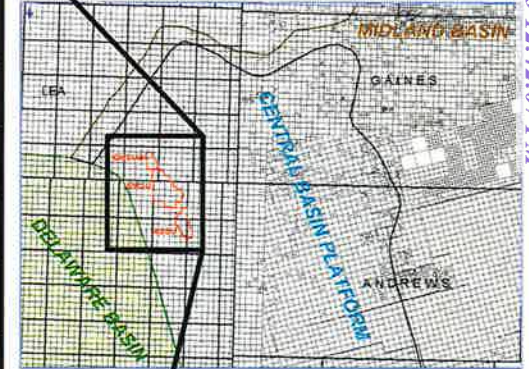 MIDLAND BASIN
GAINES
LEA
CENTRAL BASIN PLATFORM
DELAWARE BASIN
ANDREWS